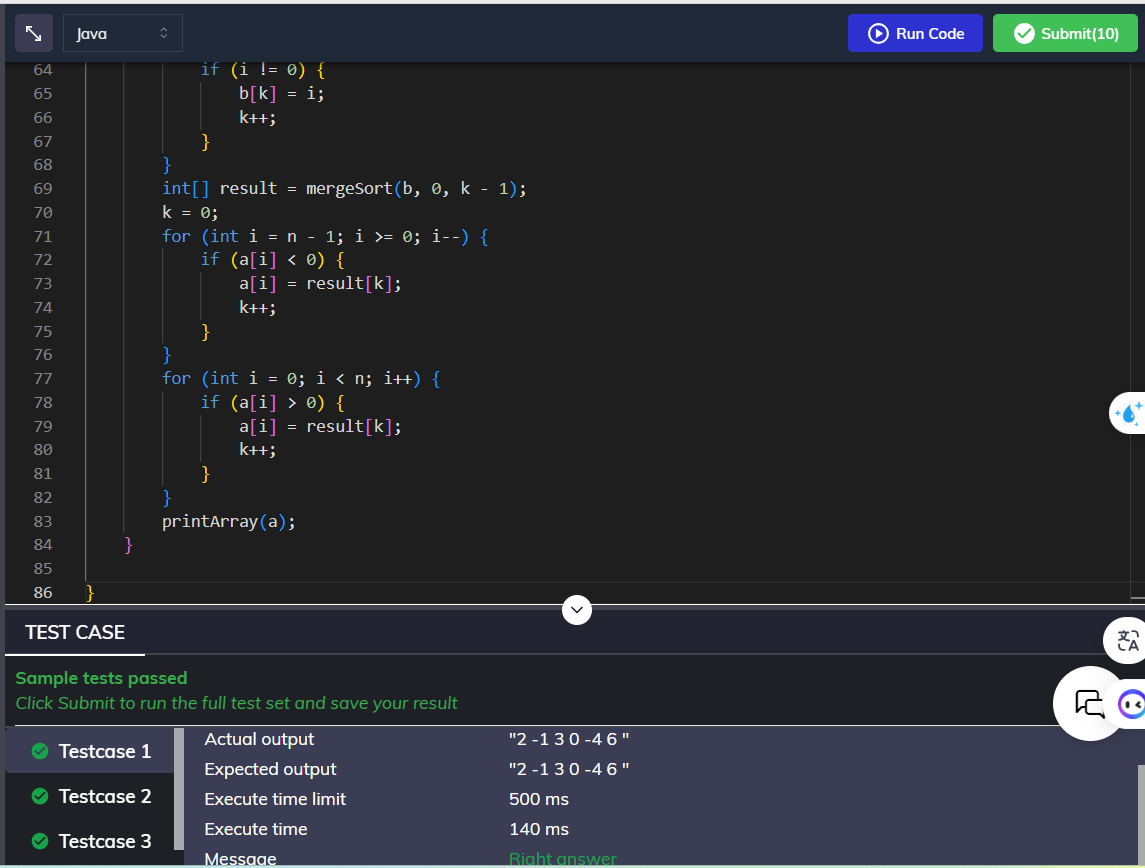 Java
Run Code
Submit(10)
64 if (i != 0) {
65 b[k] = i;
66 k++;
67 }
68 }
69 int[] result = mergeSort(b, 0, k - 1);
70 k = 0;
71 for (int i = n - 1; i >= 0; i--) {
72 if (a[i] < 0) {
73 a[i] = result[k];
74 k++;
75 }
76 }
77 for (int i = 0; i < n; i++) {
78 if (a[i] > 0) {
79 a[i] = result[k];
80 k++;
81 }
82 }
83 printArray(a);
84 }
85
86 }
TEST CASE
Sample tests passed
Click Submit to run the full test set and save your result
Testcase 1
Testcase 2
Testcase 3
Actual output "2 -1 3 0 -4 6 "
Expected output "2 -1 3 0 -4 6 "
Execute time limit 500 ms
Execute time 140 ms
Message Right answer
文A